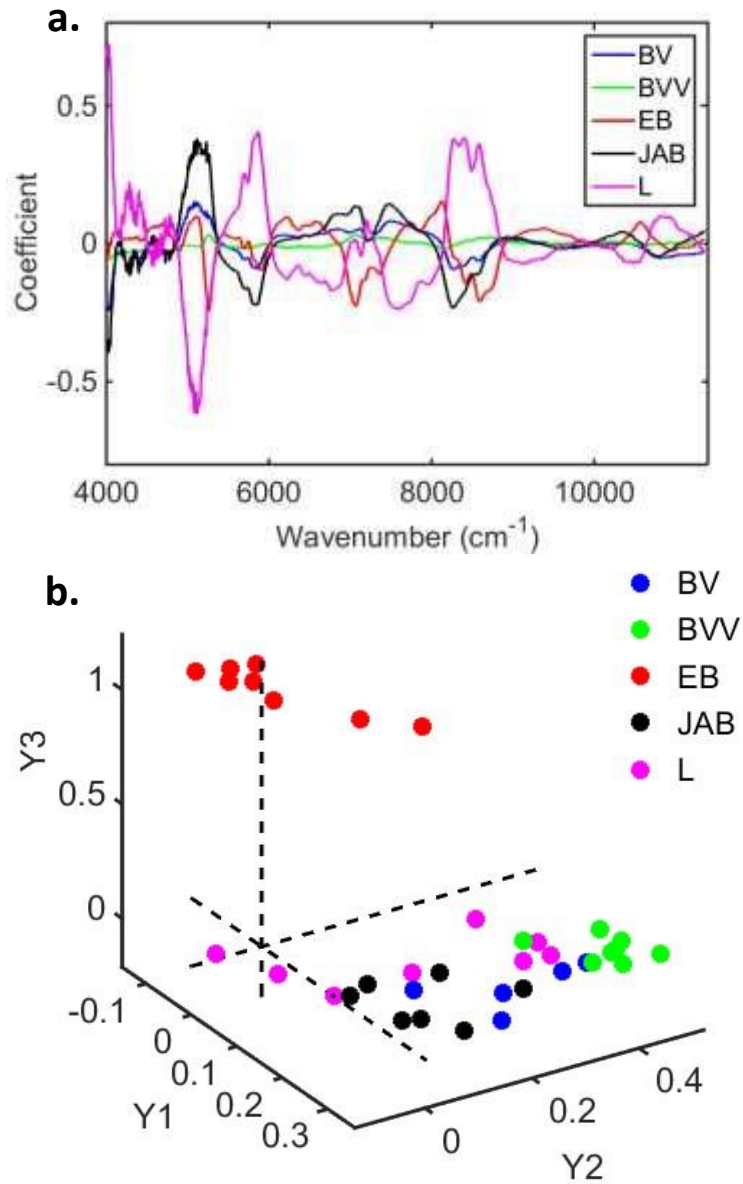 a.
BV
BVV
EB
JAB
L
0.5
0
-0.5
Coefficient
4000 6000 8000 10000
Wavenumber (cm-1)
b.
BV
BVV
EB
JAB
L
1
0.5
0
Y3
-0.1
0
0.1
0.2
0.3
Y1
0
0.2
0.4
Y2